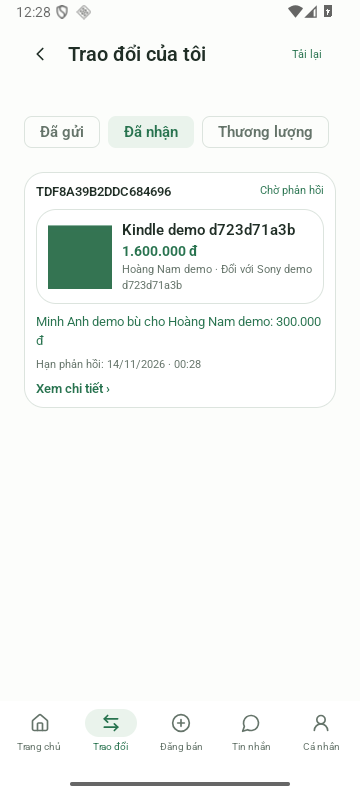 12:28
Trao đổi của tôi
Tải lại
Đã gửi
Đã nhận
Thương lượng
TDF8A39B2DDC684696
Chờ phản hồi
Kindle demo d723d71a3b
1.600.000 đ
Hoàng Nam demo · Đổi với Sony demo
d723d71a3b
Minh Anh demo bù cho Hoàng Nam demo: 300.000
đ
Hạn phản hồi: 14/11/2026 · 00:28
Xem chi tiết ›
Trang chủ
Trao đổi
Đăng bán
Tin nhắn
Cá nhân